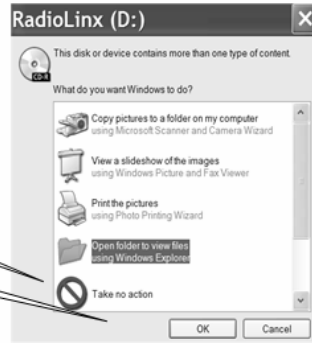 RadioLinx (D:)
This disk or device contains more than one type of content.
CD-R
What do you want Windows to do?
Copy pictures to a folder on my computer
using Microsoft Scanner and Camera Wizard
View a slideshow of the images
using Windows Picture and Fax Viewer
Print the pictures
using Photo Printing Wizard
Open folder to view files
using Windows Explorer
Take no action
OK
Cancel